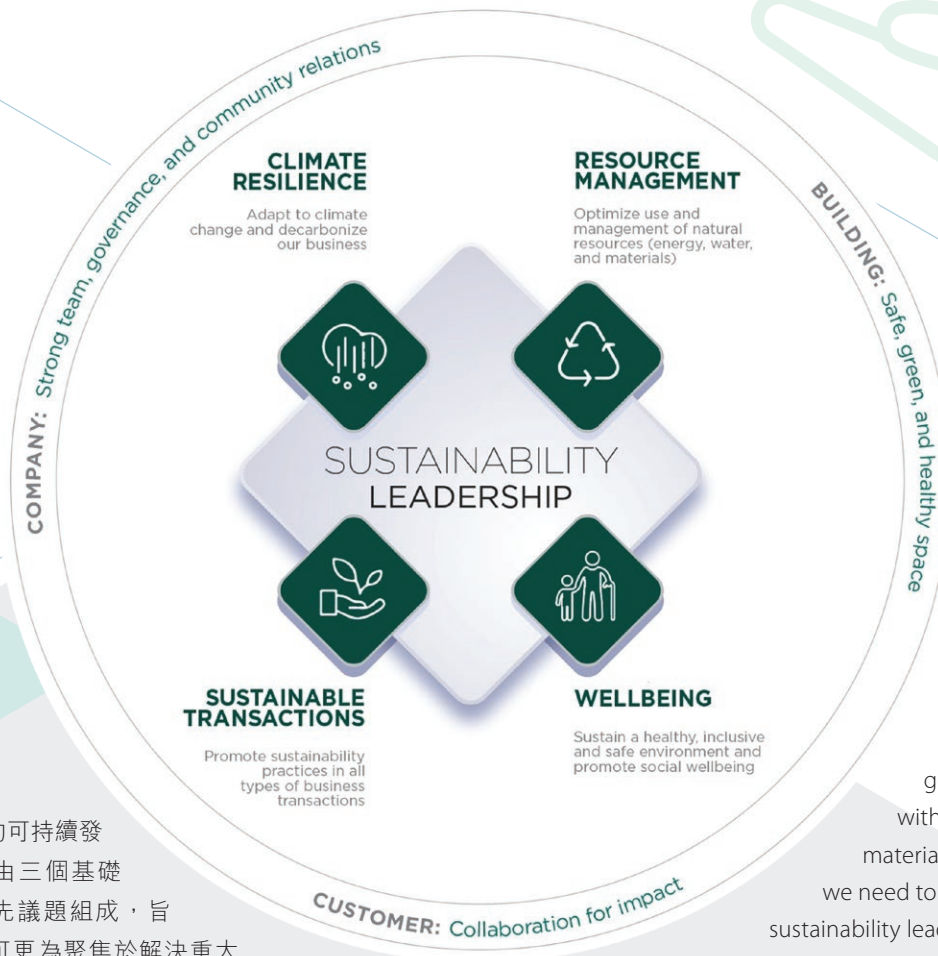 COMPANY: Strong team, governance, and community relations
BUILDING: Safe, green, and healthy space
CLIMATE
RESILIENCE
Adapt to climate
change and decarbonize
our business
RESOURCE
MANAGEMENT
Optimize use and
management of natural
resources (energy, water,
and materials)
SUSTAINABILITY
LEADERSHIP
SUSTAINABLE
TRANSACTIONS
Promote sustainability
practices in all
types of business
transactions
WELLBEING
Sustain a healthy, inclusive
and safe environment and
promote social wellbeing
CUSTOMER: Collaboration for impact
可持續發
由三個基礎
議題組成，旨
可更為聚焦於解決重大
g
with
materia
we need to
sustainability lead